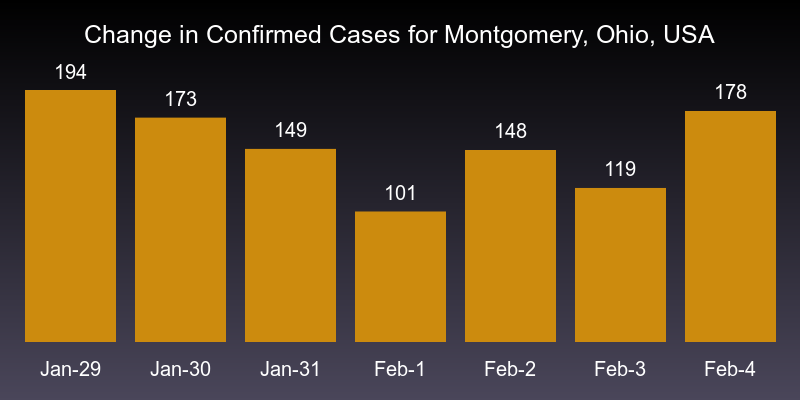 Change in Confirmed Cases for Montgomery, Ohio, USA
194
173
149
101
148
119
178
Jan-29
Jan-30
Jan-31
Feb-1
Feb-2
Feb-3
Feb-4